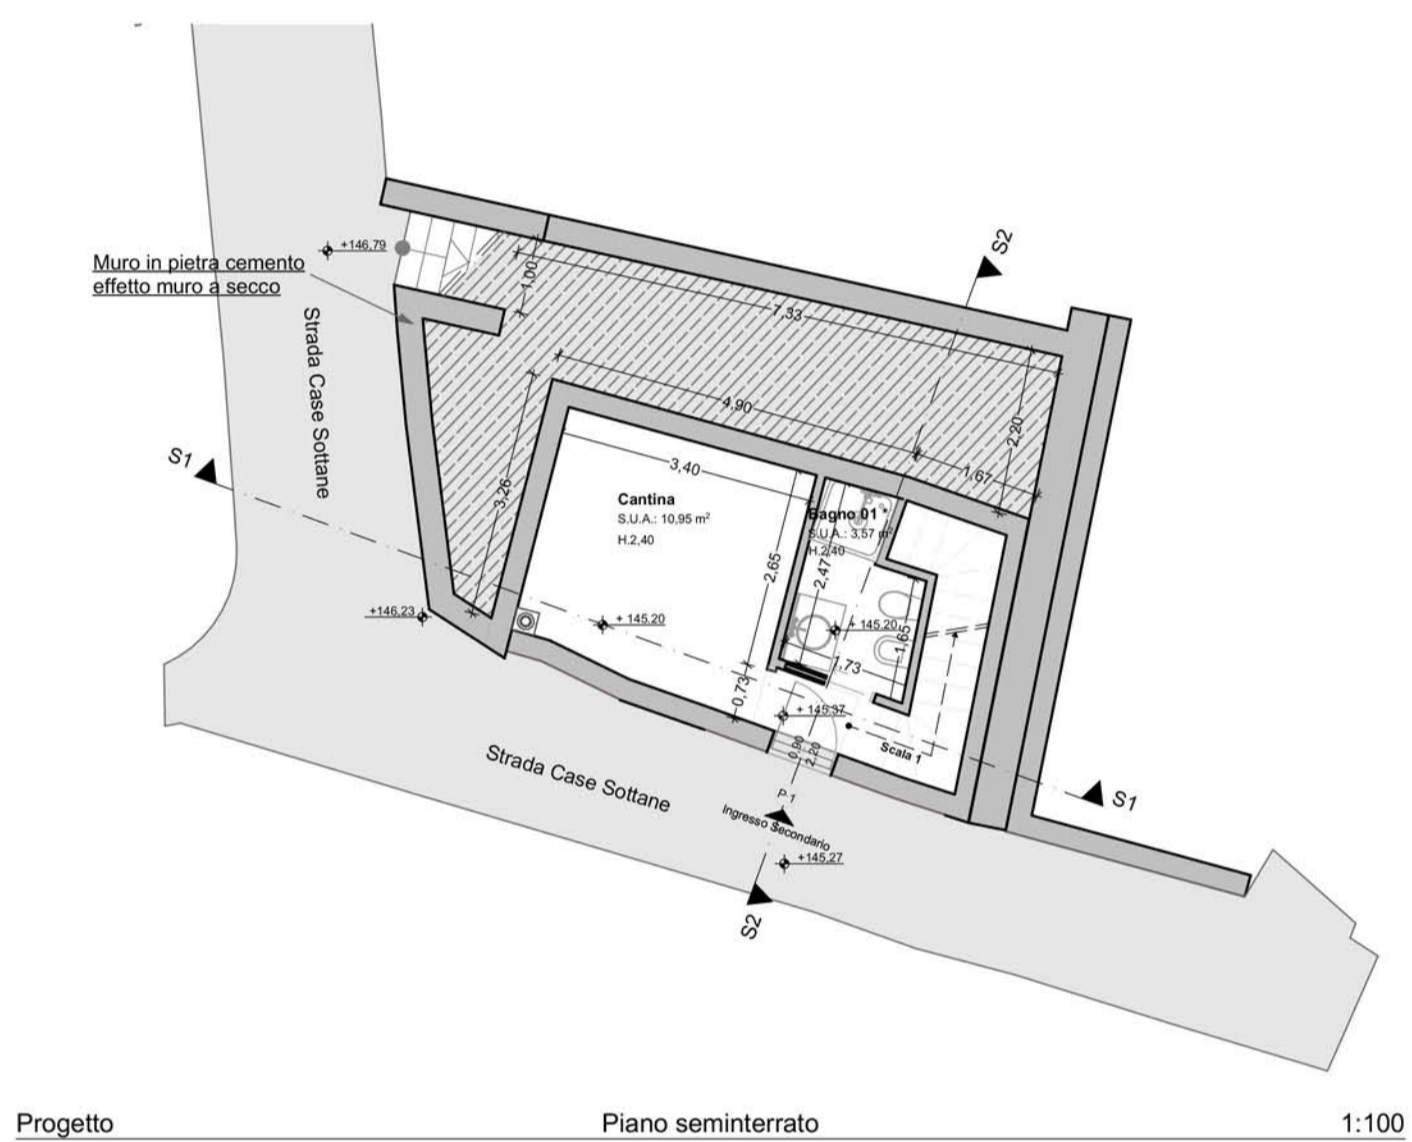 S2
+146,79
Muro in pietra cemento
effetto muro a secco
1,00
7,33
Strada Case Sottane
4,90
2,20
1,67
S1
3,40
3,26
Cantina
S.U.A.: 10,95 m²
H.2,40
Bagno 01
S.U.A.: 3,57 m²
H.2,40
2,65
2,47
+146,23
+ 145.20
+ 145.20
1,65
1,73
0,73
+ 145.37
0,90
2,20
Scala 1
Strada Case Sottane
P-1
Ingresso Secondario
+145,27
S1
S2
Progetto
Piano seminterrato
1:100